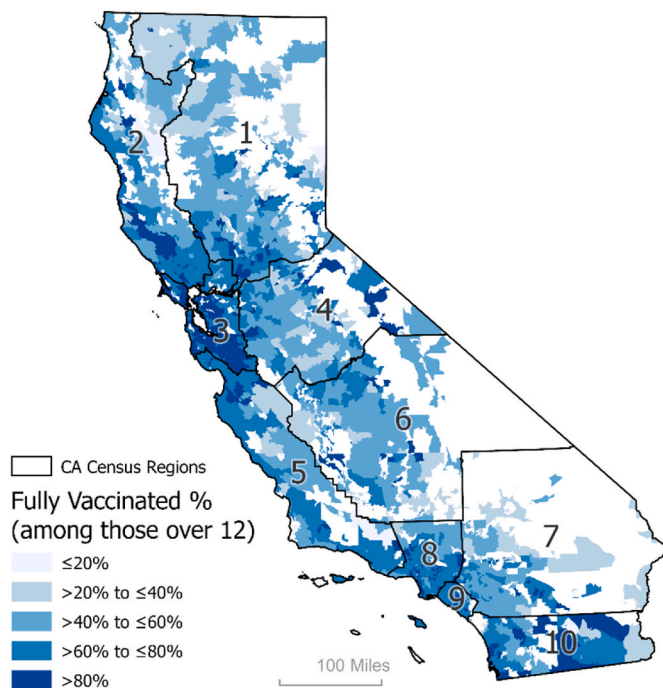 1
2
3
4
5
6
7
8
9
10
CA Census Regions
Fully Vaccinated %
(among those over 12)
≤20%
>20% to ≤40%
>40% to ≤60%
>60% to ≤80%
>80%
100 Miles